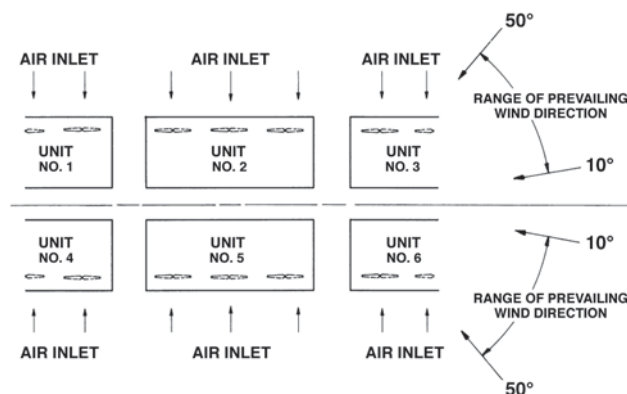 50°
AIR INLET AIR INLET AIR INLET
RANGE OF PREVAILING
WIND DIRECTION
UNIT
NO. 1
UNIT
NO. 2
UNIT
NO. 3
10°
UNIT
NO. 4
UNIT
NO. 5
UNIT
NO. 6
10°
RANGE OF PREVAILING
WIND DIRECTION
AIR INLET AIR INLET AIR INLET
50°